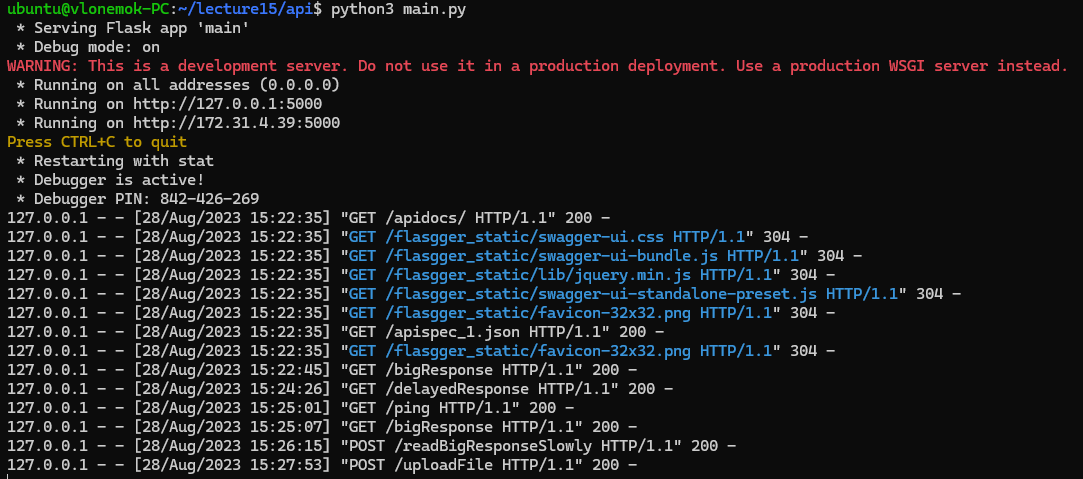 ubuntu@vlonemok-PC:~/lecture15/api$ python3 main.py
 * Serving Flask app 'main'
 * Debug mode: on
WARNING: This is a development server. Do not use it in a production deployment. Use a production WSGI server instead.
 * Running on all addresses (0.0.0.0)
 * Running on http://127.0.0.1:5000
 * Running on http://172.31.4.39:5000
Press CTRL+C to quit
 * Restarting with stat
 * Debugger is active!
 * Debugger PIN: 842-426-269
127.0.0.1 - - [28/Aug/2023 15:22:35] "GET /apidocs/ HTTP/1.1" 200 -
127.0.0.1 - - [28/Aug/2023 15:22:35] "GET /flasgger_static/swagger-ui.css HTTP/1.1" 304 -
127.0.0.1 - - [28/Aug/2023 15:22:35] "GET /flasgger_static/swagger-ui-bundle.js HTTP/1.1" 304 -
127.0.0.1 - - [28/Aug/2023 15:22:35] "GET /flasgger_static/lib/jquery.min.js HTTP/1.1" 304 -
127.0.0.1 - - [28/Aug/2023 15:22:35] "GET /flasgger_static/swagger-ui-standalone-preset.js HTTP/1.1" 304 -
127.0.0.1 - - [28/Aug/2023 15:22:35] "GET /flasgger_static/favicon-32x32.png HTTP/1.1" 304 -
127.0.0.1 - - [28/Aug/2023 15:22:35] "GET /apispec_1.json HTTP/1.1" 200 -
127.0.0.1 - - [28/Aug/2023 15:22:35] "GET /flasgger_static/favicon-32x32.png HTTP/1.1" 304 -
127.0.0.1 - - [28/Aug/2023 15:22:45] "GET /bigResponse HTTP/1.1" 200 -
127.0.0.1 - - [28/Aug/2023 15:24:26] "GET /delayedResponse HTTP/1.1" 200 -
127.0.0.1 - - [28/Aug/2023 15:25:01] "GET /ping HTTP/1.1" 200 -
127.0.0.1 - - [28/Aug/2023 15:25:07] "GET /bigResponse HTTP/1.1" 200 -
127.0.0.1 - - [28/Aug/2023 15:26:15] "POST /readBigResponseSlowly HTTP/1.1" 200 -
127.0.0.1 - - [28/Aug/2023 15:27:53] "POST /uploadFile HTTP/1.1" 200 -